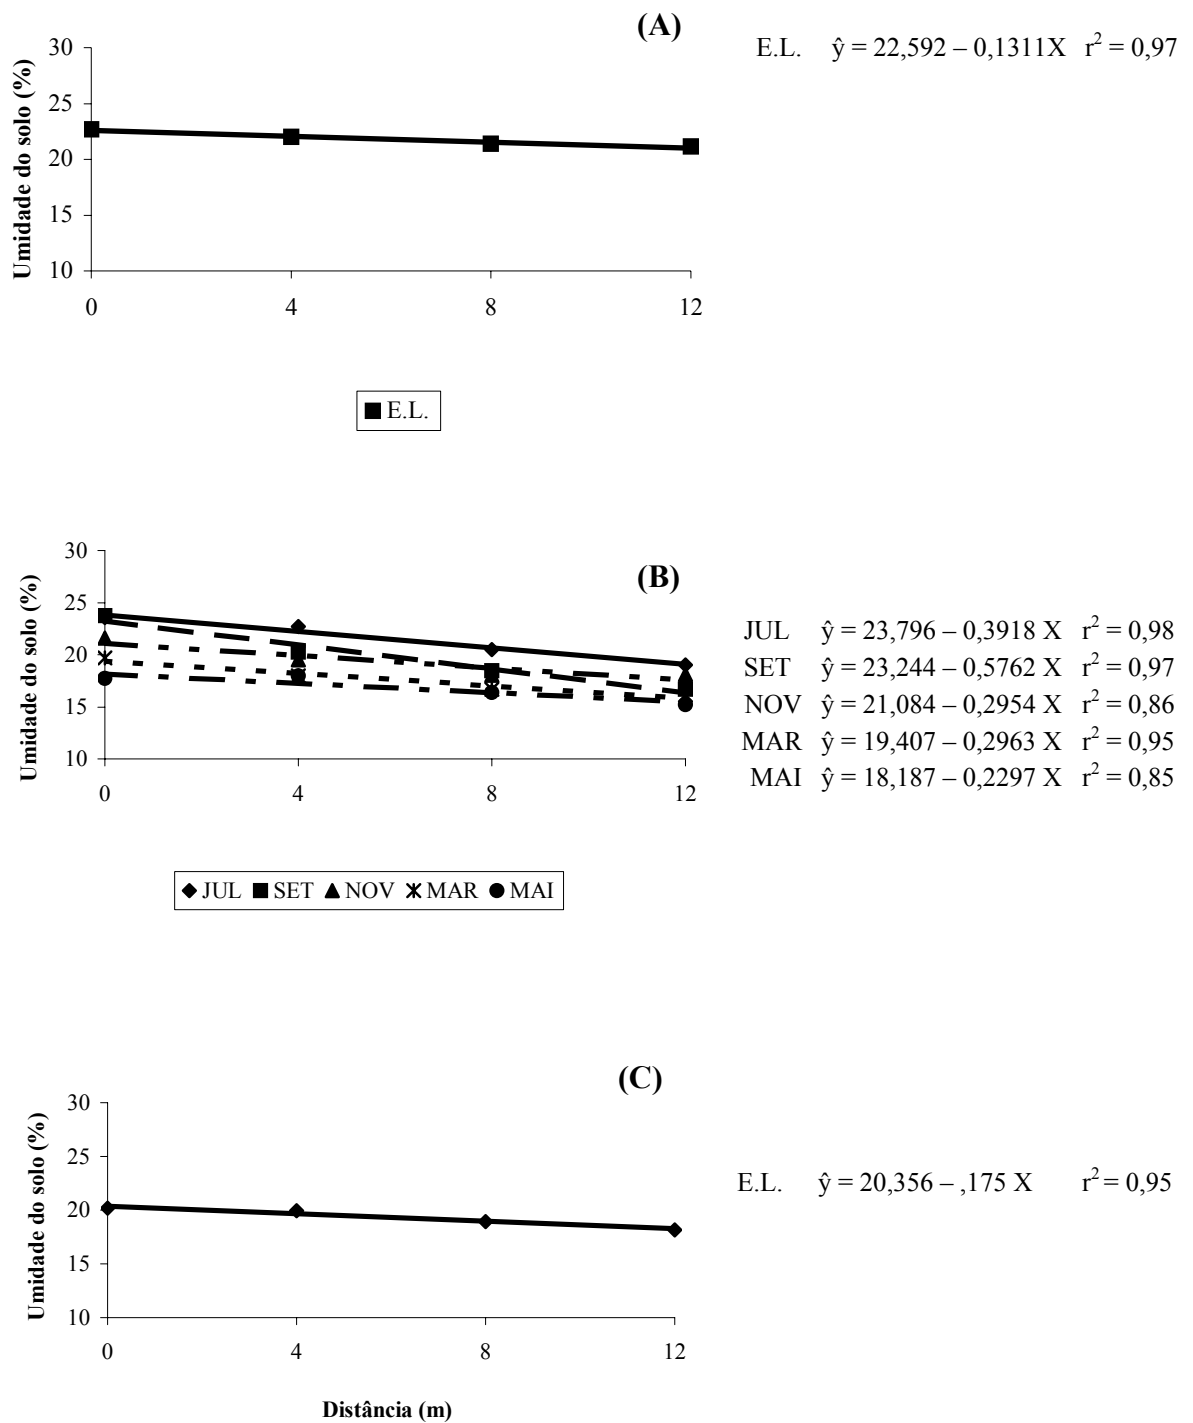 (A)
E.L. ŷ = 22,592 – 0,1311X r² = 0,97
Umidade do solo (%)
30
25
20
15
10
0 4 8 12
E.L.
(B)
Umidade do solo (%)
30
25
20
15
10
0 4 8 12
JUL ŷ = 23,796 – 0,3918 X r² = 0,98
SET ŷ = 23,244 – 0,5762 X r² = 0,97
NOV ŷ = 21,084 – 0,2954 X r² = 0,86
MAR ŷ = 19,407 – 0,2963 X r² = 0,95
MAI ŷ = 18,187 – 0,2297 X r² = 0,85
JUL SET NOV MAR MAI
(C)
Umidade do solo (%)
30
25
20
15
10
0 4 8 12
E.L. ŷ = 20,356 – ,175 X r² = 0,95
Distância (m)